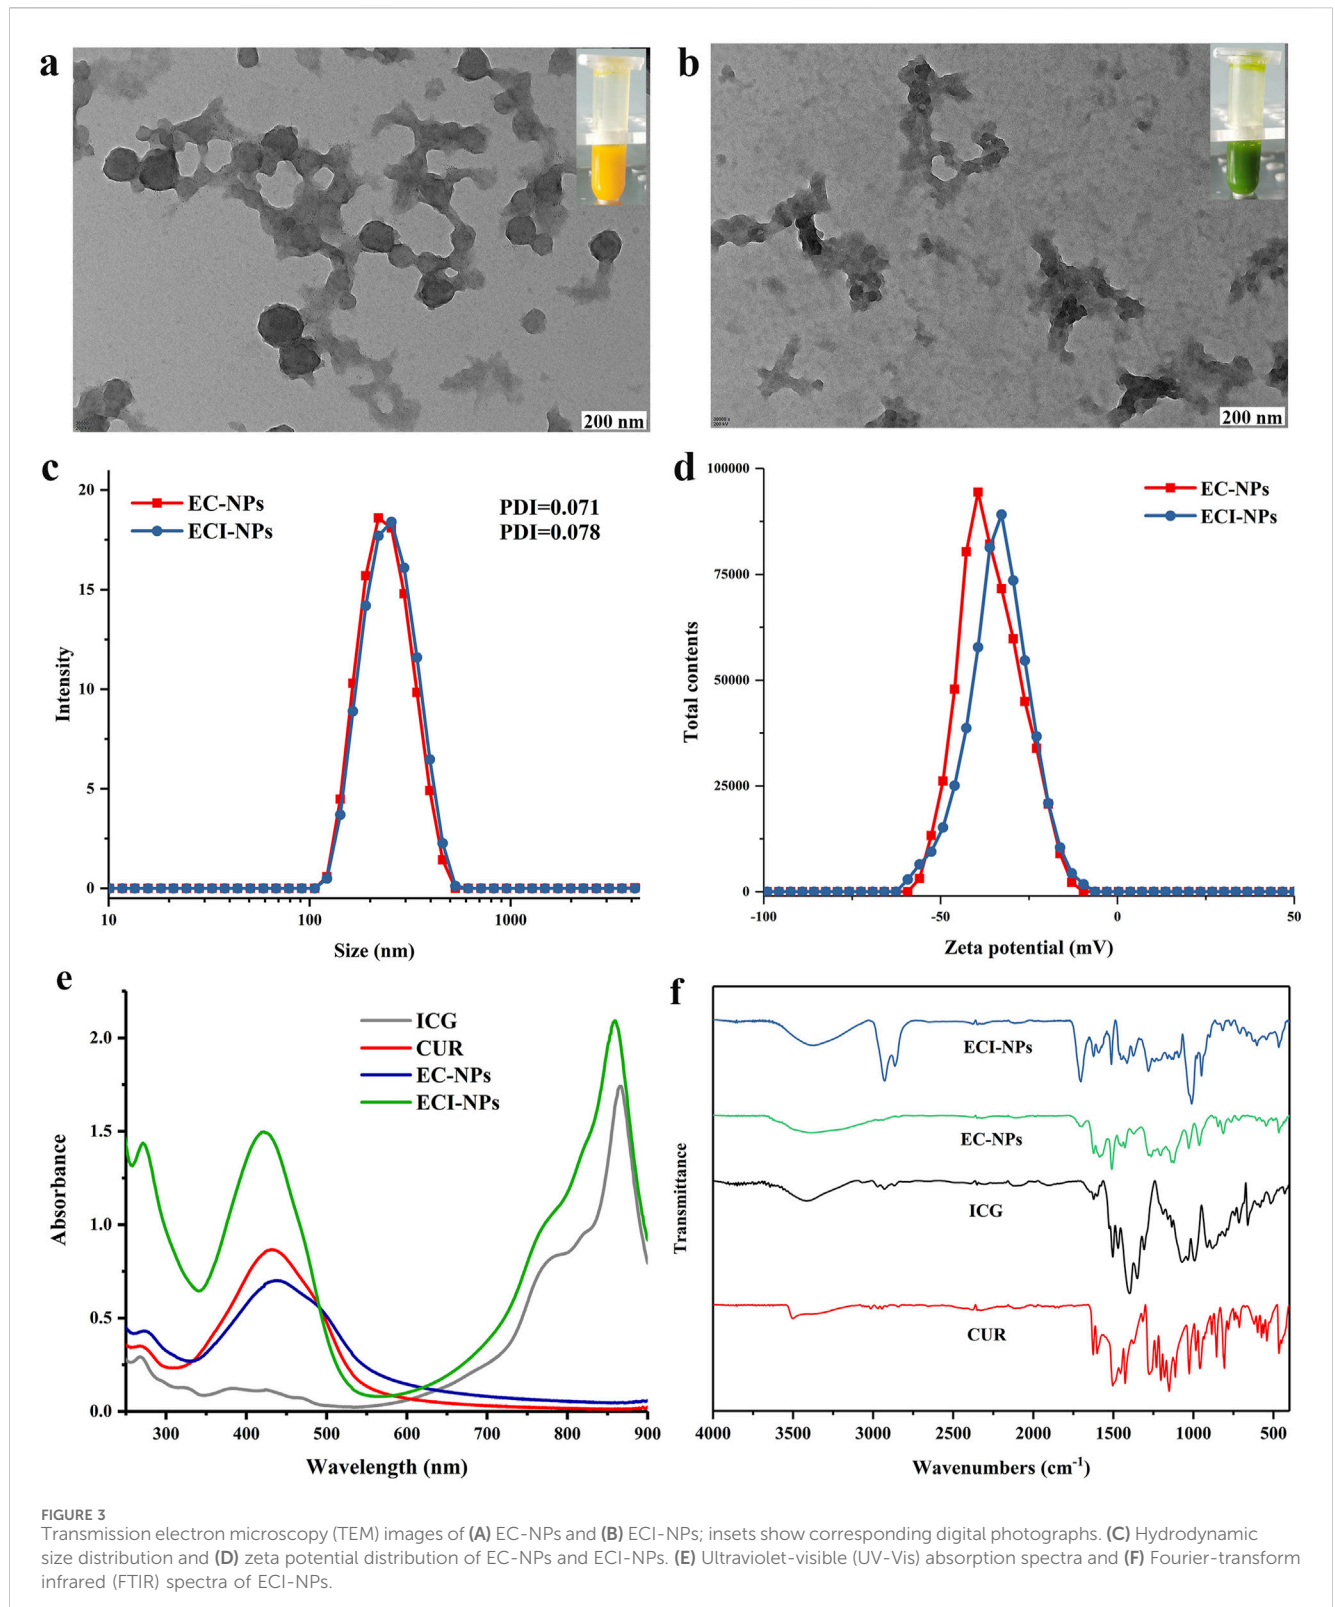 a
200 nm
b
200 nm
c
EC-NPs
ECI-NPs
PDI=0.071
PDI=0.078
20
15
10
5
0
10
100
1000
Intensity
Size (nm)
d
EC-NPs
ECI-NPs
100000
75000
50000
25000
0
-100
-50
0
50
Total contents
Zeta potential (mV)
e
ICG
CUR
EC-NPs
ECI-NPs
2.0
1.5
1.0
0.5
0.0
300
400
500
600
700
800
900
Absorbance
Wavelength (nm)
f
ECI-NPs
EC-NPs
ICG
CUR
4000
3500
3000
2500
2000
1500
1000
500
Transmittance
Wavenumbers (cm⁻¹)
FIGURE 3
Transmission electron microscopy (TEM) images of (A) EC-NPs and (B) ECI-NPs; insets show corresponding digital photographs. (C) Hydrodynamic
size distribution and (D) zeta potential distribution of EC-NPs and ECI-NPs. (E) Ultraviolet-visible (UV-Vis) absorption spectra and (F) Fourier-transform
infrared (FTIR) spectra of ECI-NPs.